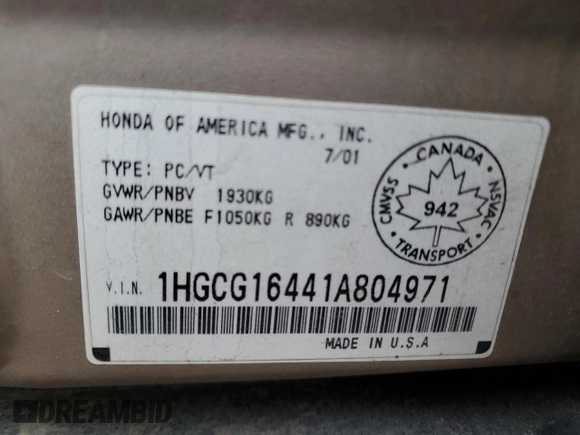 HONDA OF AMERICA MFG., INC.
7/01
TYPE: PC/VT
GVWR/PNBV 1930KG
GAWR/PNBE F1050KG R 890KG
CANADA
CMVSS
NSVAC
942
TRANSPORT
V.I.N. 1HGCG16441A804971
MADE IN U.S.A
DREAMBID